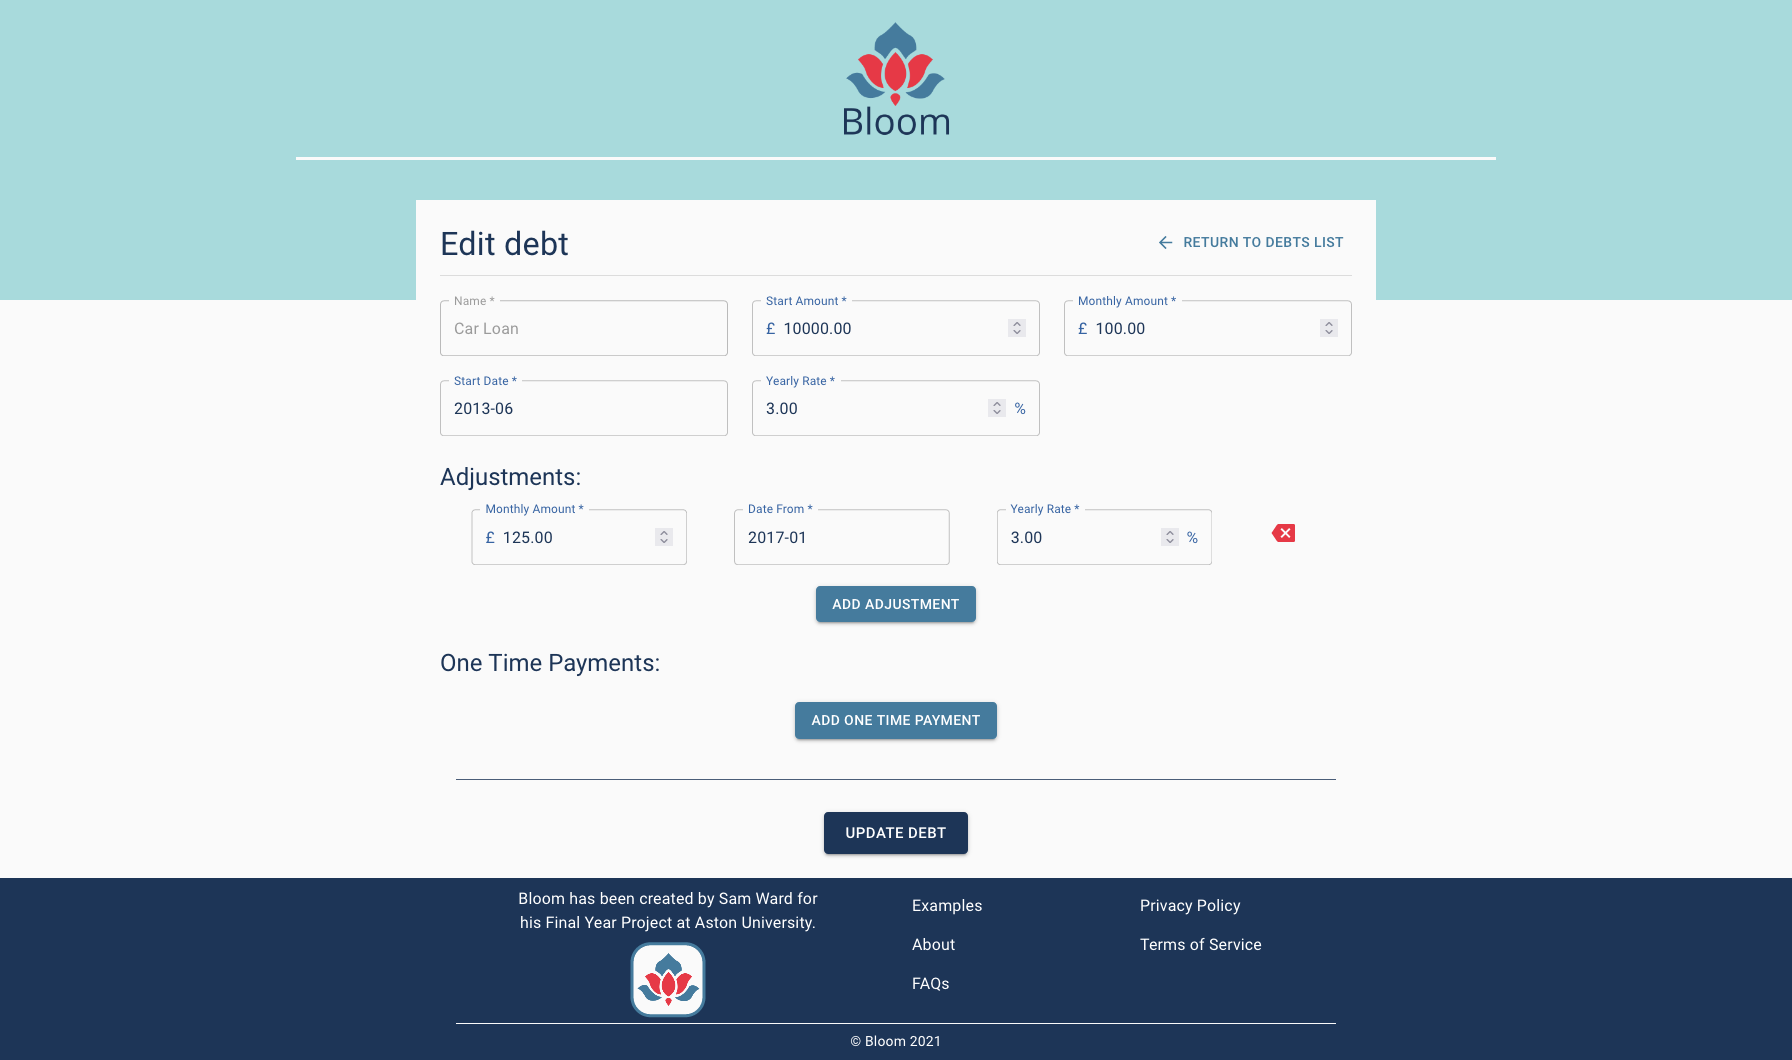 Bloom
Edit debt
RETURN TO DEBTS LIST
Name *
Car Loan
Start Amount *
£ 10000.00
Monthly Amount *
£ 100.00
Start Date *
2013-06
Yearly Rate *
3.00 %
Adjustments:
Monthly Amount *
£ 125.00
Date From *
2017-01
Yearly Rate *
3.00 %
ADD ADJUSTMENT
One Time Payments:
ADD ONE TIME PAYMENT
UPDATE DEBT
Bloom has been created by Sam Ward for
his Final Year Project at Aston University.
Examples
About
FAQs
Privacy Policy
Terms of Service
© Bloom 2021